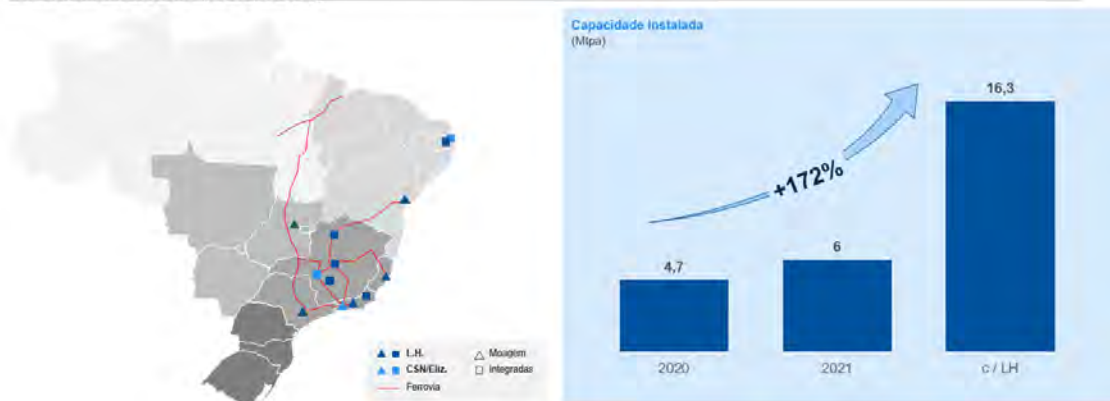 Capacidade Instalada
(Mtpa)
16,3
+172%
6
4,7
2020
2021
c / LH
L.H.
Moagem
CSN/Eliz.
Integradas
Ferrovia